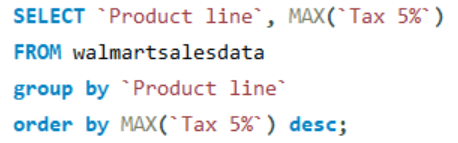 SELECT `Product line`, MAX(`Tax 5%`)
FROM walmartsalesdata
group by `Product line`
order by MAX(`Tax 5%`) desc;